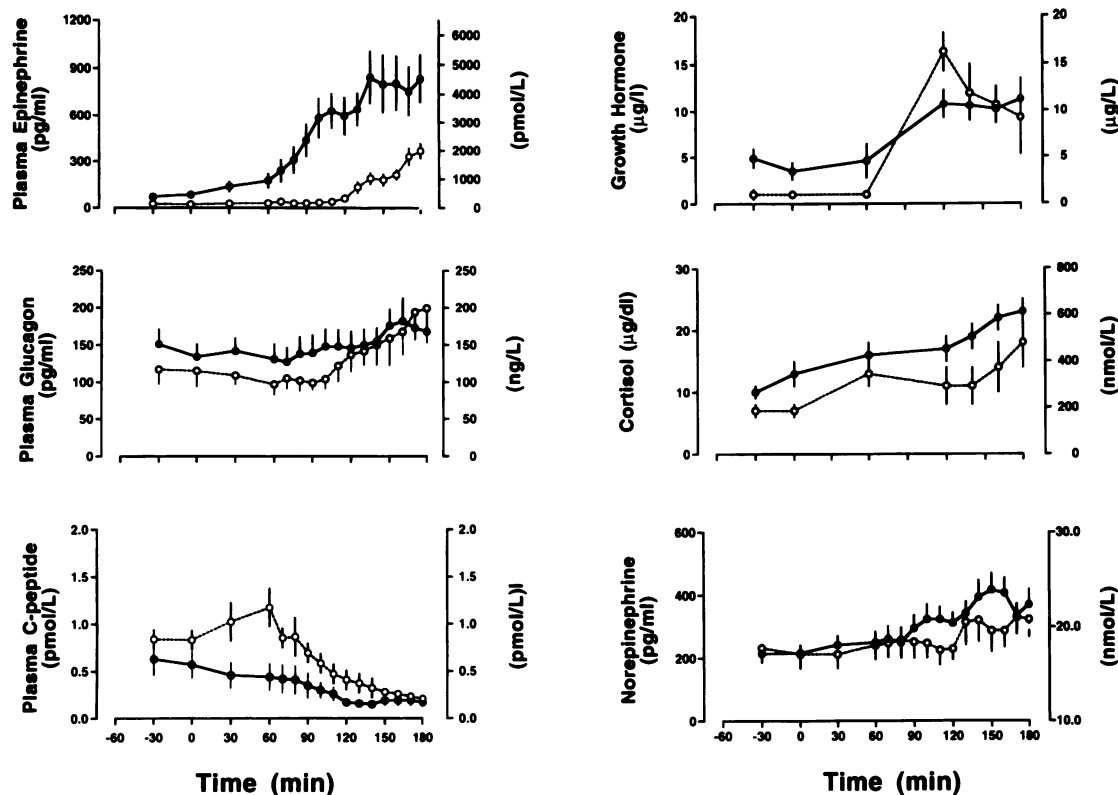 Plasma Epinephrine
(pg/ml)
1200
900
600
300
0
6000
5000
4000
3000
2000
1000
0
(pmol/L)
Growth Hormone
(μg/l)
20
15
10
5
0
20
15
10
5
0
(μg/L)
Plasma Glucagon
(pg/ml)
250
200
150
100
50
0
250
200
150
100
50
0
(ng/L)
Cortisol (μg/dl)
30
20
10
0
800
600
400
200
0
(nmol/L)
Plasma C-peptide
(pmol/L)
2.0
1.5
1.0
0.5
0.0
2.0
1.5
1.0
0.5
0.0
(pmol/L)l
-60 -30 0 30 60 90 120 150 180
Time (min)
Norepinephrine
(pg/ml)
600
400
200
0
30.0
20.0
10.0
(nmol/L)
-60 -30 0 30 60 90 120 150 180
Time (min)